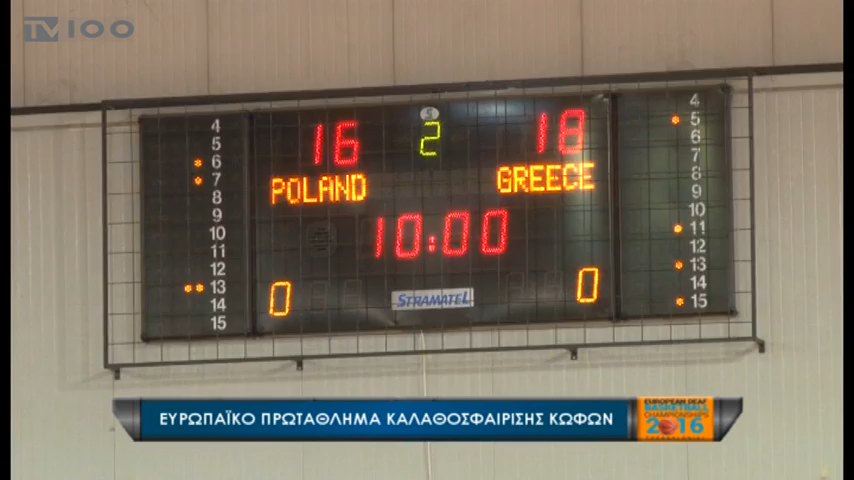 TV100
16 S 2 18
POLAND GREECE
10:00
0 STRAMATEL 0
4
5
6
7
8
9
10
11
12
13
14
15
4
5
6
7
8
9
10
11
12
13
14
15
ΕΥΡΩΠΑΪΚΟ ΠΡΩΤΑΘΛΗΜΑ ΚΑΛΑΘΟΣΦΑΙΡΙΣΗΣ ΚΩΦΩΝ
EUROPEAN DEAF
BASKETBALL
CHAMPIONSHIPS
2016
THESSALONIKI